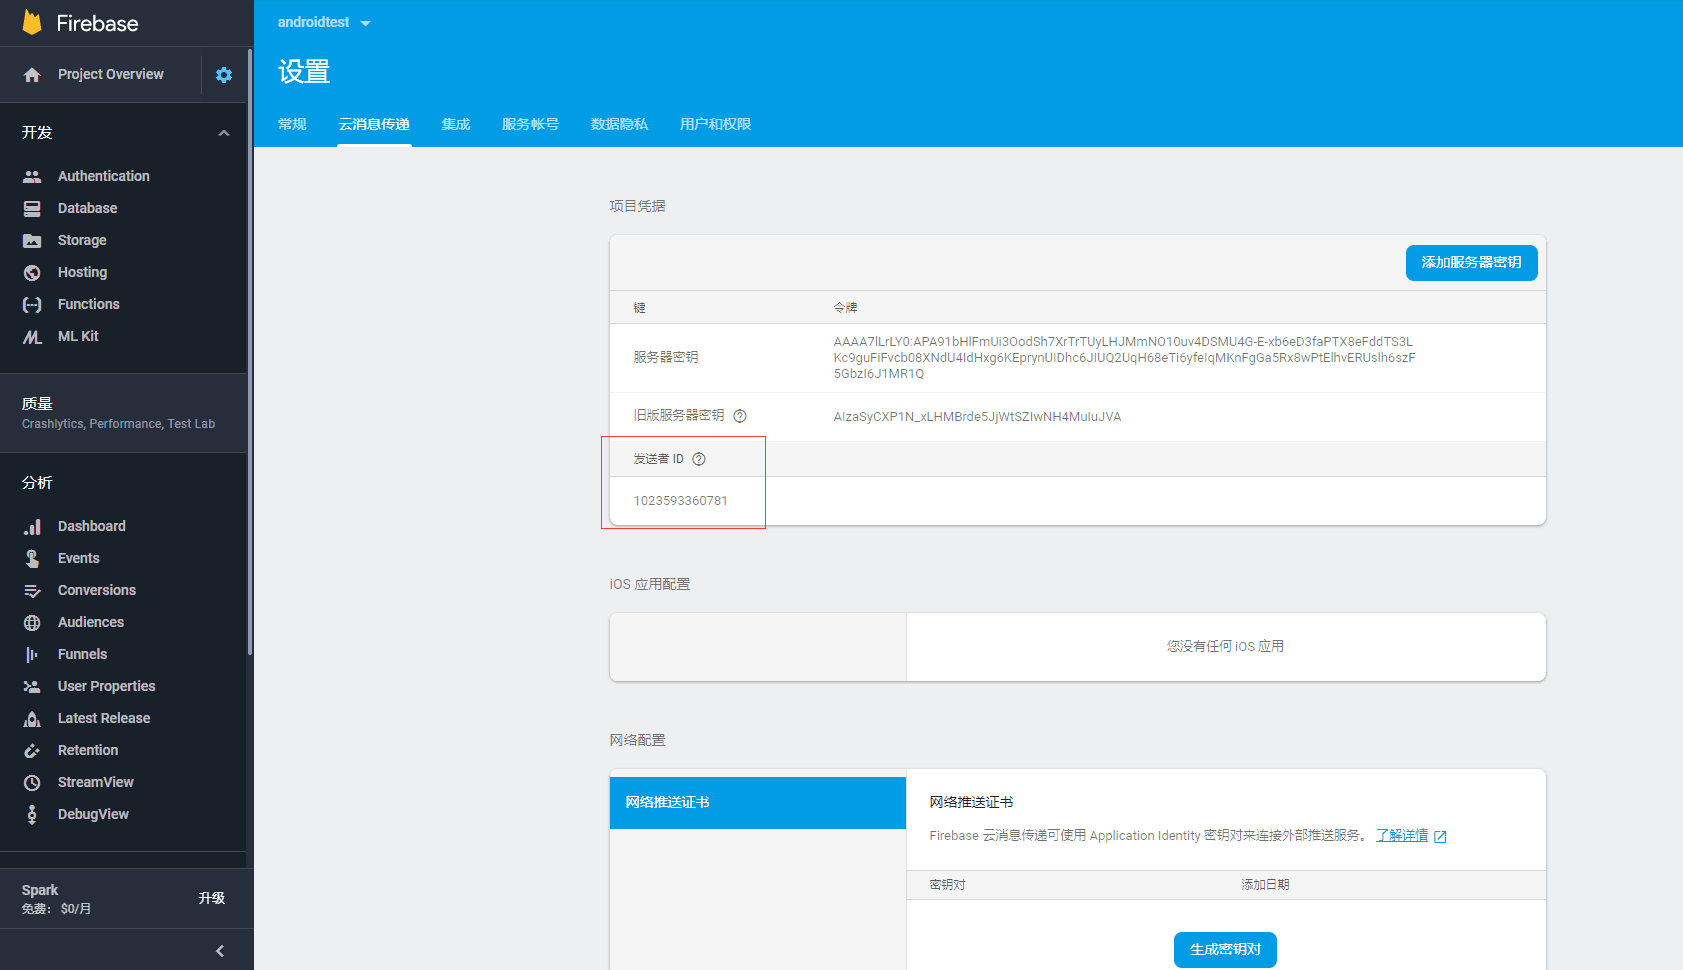 Firebase
Project Overview
开发
Authentication
Database
Storage
Hosting
Functions
ML Kit
质量
Crashlytics, Performance, Test Lab
分析
Dashboard
Events
Conversions
Audiences
Funnels
User Properties
Latest Release
Retention
StreamView
DebugView
Spark
免费： $0/月
升级
androidtest
设置
常规 云消息传递 集成 服务帐号 数据隐私 用户和权限
项目凭据
添加服务器密钥
键 令牌
服务器密钥
AAAA7lLrLY0:APA91bHlFmUi3OodSh7XrTrTUyLHJMmNO10uv4DSMU4G-E-xb6eD3faPTX8eFddTS3L
Kc9guFiFvcb08XNdU4IdHxg6KEprynUIDhc6JIUQ2UqH68eTi6yfeIqMKnFgGa5Rx8wPtElhvERUslh6szF
5GbzI6J1MR1Q
旧版服务器密钥
AIzaSyCXP1N_xLHMBrde5JjWtSZIwNH4MuIuJVA
发送者 ID
1023593360781
iOS 应用配置
您没有任何 iOS 应用
网络配置
网络推送证书
网络推送证书
Firebase 云消息传递可使用 Application Identity 密钥对来连接外部推送服务。 了解详情
密钥对 添加日期
生成密钥对